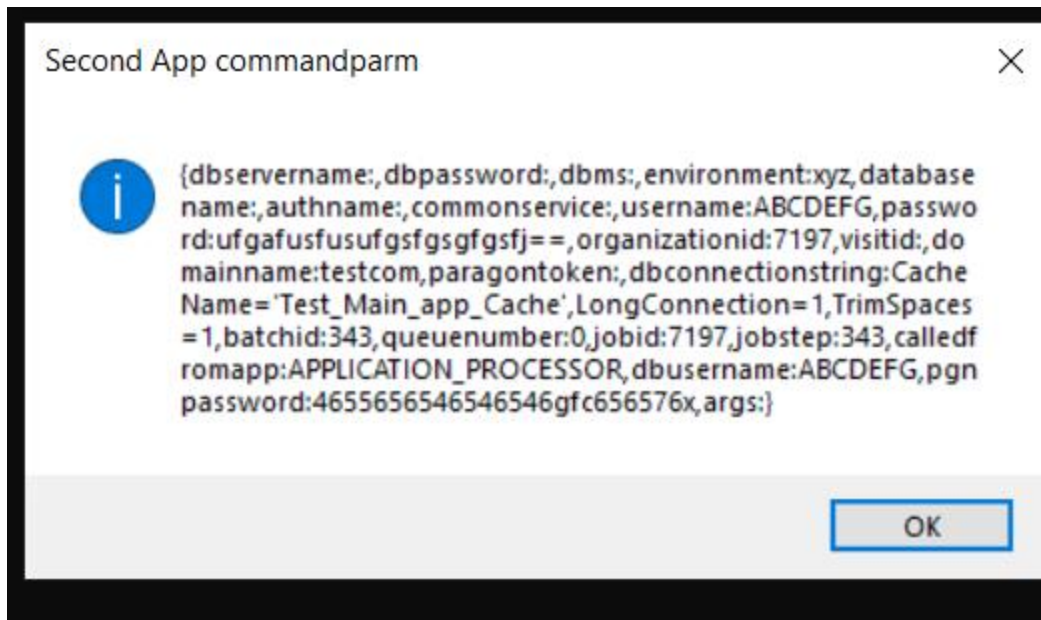 Second App commandparm
{dbservername:,dbpassword:,dbms:,environment:xyz,database
name:,authname:,commonservice:,username:ABCDEFG,passwo
rd:ufgafusfusufgsfgsgfgsfj==,organizationid:7197,visitid:,do
mainname:testcom,paragontoken:,dbconnectionstring:Cache
Name='Test_Main_app_Cache',LongConnection=1,TrimSpaces
=1,batchid:343,queuenumber:0,jobid:7197,jobstep:343,calledf
romapp:APPLICATION_PROCESSOR,dbusername:ABCDEFG,pgn
password:4655656546546546gfc656576x,args:}
OK